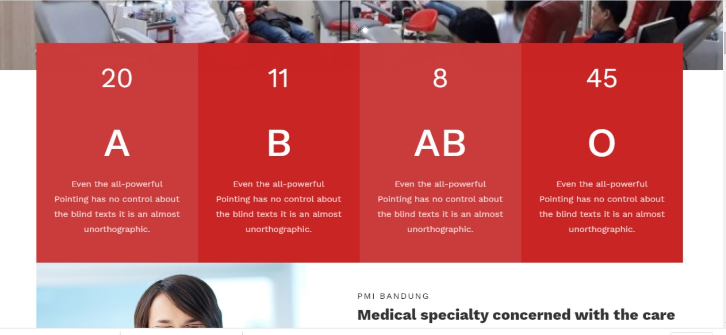 20
11
8
45
A
B
AB
O
Even the all-powerful
Pointing has no control about
the blind texts it is an almost
unorthographic.
Even the all-powerful
Pointing has no control about
the blind texts it is an almost
unorthographic.
Even the all-powerful
Pointing has no control about
the blind texts it is an almost
unorthographic.
Even the all-powerful
Pointing has no control about
the blind texts it is an almost
unorthographic.
PMI BANDUNG
Medical specialty concerned with the care